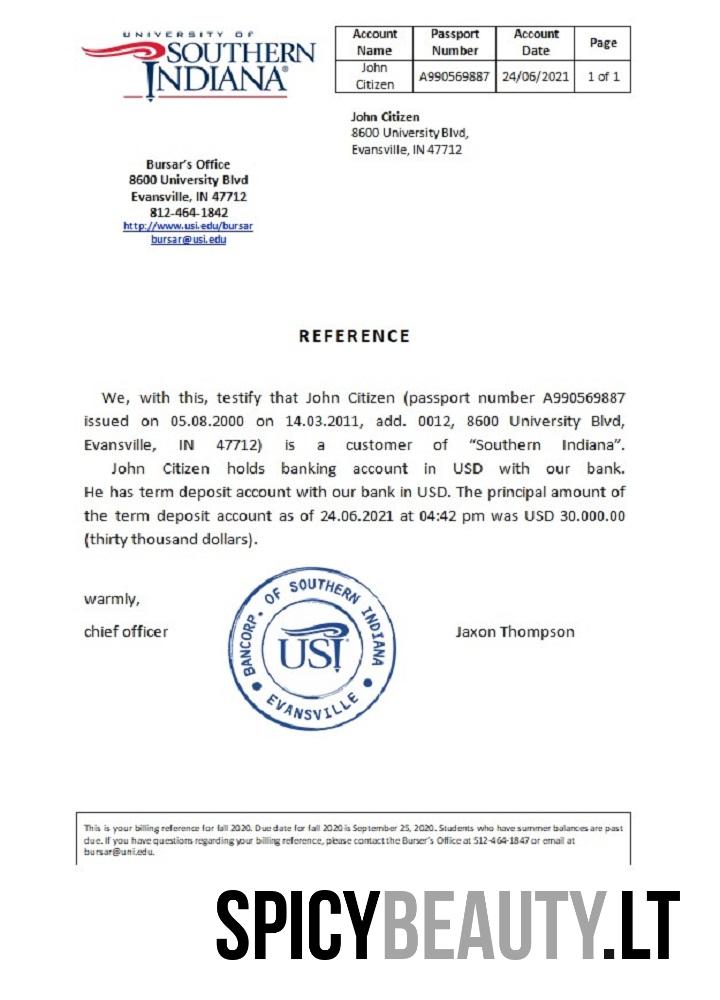 UNIVERSITY OF
SOUTHERN
INDIANA®
Account Name Passport Number Account Date Page
John Citizen A990569887 24/06/2021 1 of 1
John Citizen
8600 University Blvd,
Evansville, IN 47712
Bursar's Office
8600 University Blvd
Evansville, IN 47712
812-464-1842
http://www.usi.edu/bursar
bursar@usi.edu
REFERENCE
We, with this, testify that John Citizen (passport number A990569887
issued on 05.08.2000 on 14.03.2011, add. 0012, 8600 University Blvd,
Evansville, IN 47712) is a customer of “Southern Indiana”.
John Citizen holds banking account in USD with our bank.
He has term deposit account with our bank in USD. The principal amount of
the term deposit account as of 24.06.2021 at 04:42 pm was USD 30.000.00
(thirty thousand dollars).
warmly,
chief officer
BANCORP. OF SOUTHERN INDIANA
USI
EVANSVILLE
Jaxon Thompson
This is your billing reference for fall 2020. Due date for fall 2020 is September 25, 2020. Students who have summer balances are past
due. If you have questions regarding your billing reference, please contact the Burser's Office at 512-464-1847 or email at
bursar@uni.edu.
SPICYBEAUTY.LT